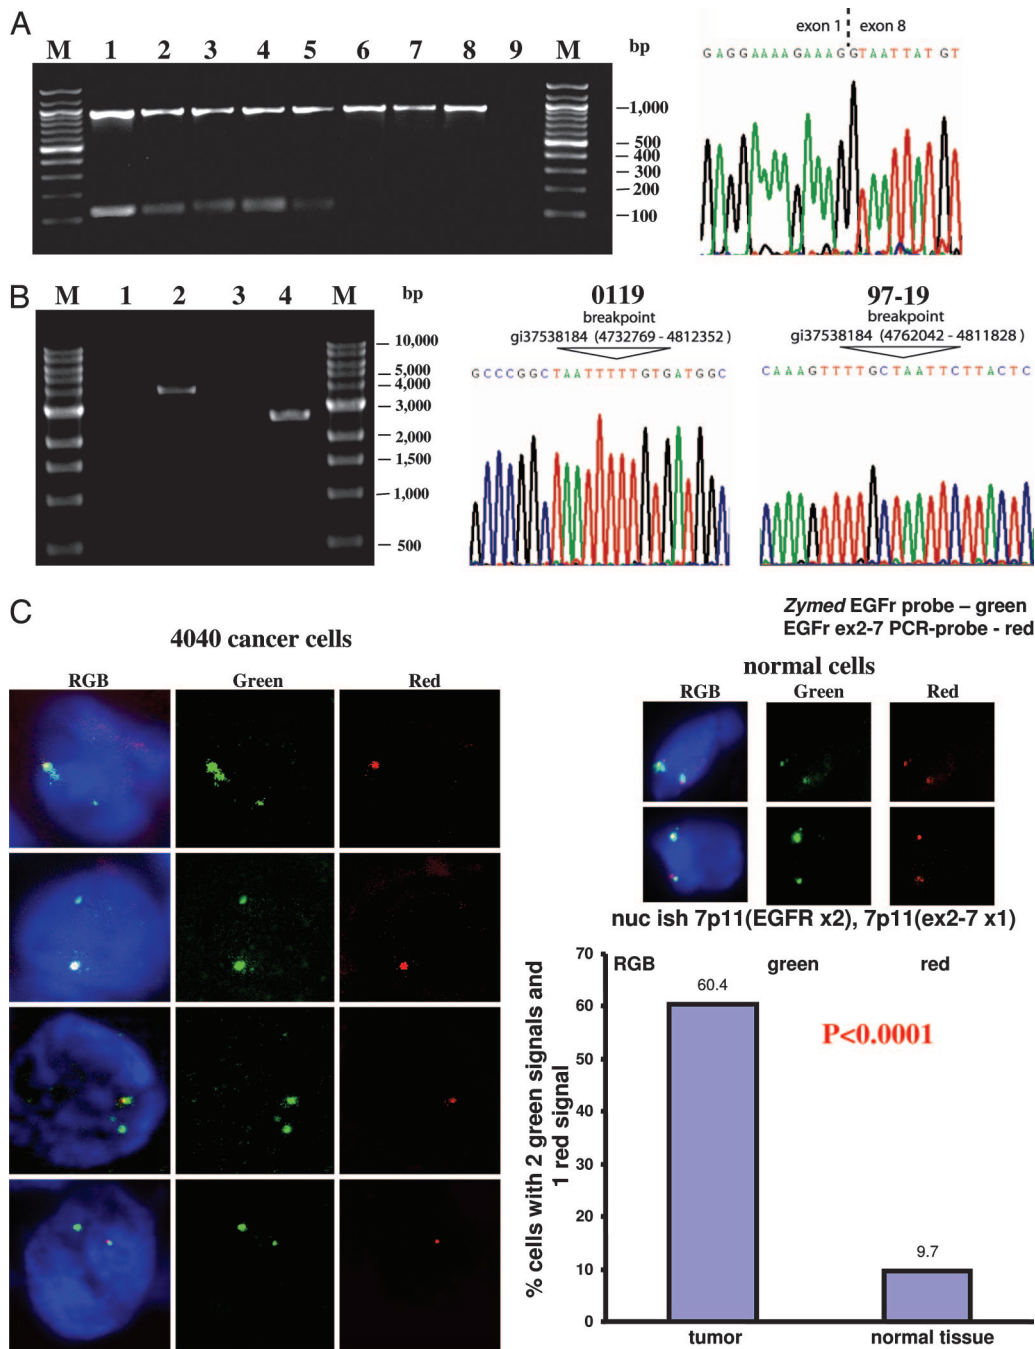 A
M 1 2 3 4 5 6 7 8 9 M bp
1,000
500
400
300
200
100
exon 1 exon 8
GAGGAAAAGAAAGGTAATTATGT
B
M 1 2 3 4 M bp
10,000
5,000
4,000
3,000
2,000
1,500
1,000
500
0119
breakpoint
gi37538184 (4732769 - 4812352)
GCCCGGCTAATTTTTGTGATGGC
97-19
breakpoint
gi37538184 (4762042 - 4811828)
CAAAGTTTTGCTAATTCTTACTC
C
4040 cancer cells
RGB Green Red
Zymed EGFr probe – green
EGFr ex2-7 PCR-probe - red
normal cells
RGB Green Red
nuc ish 7p11(EGFR x2), 7p11(ex2-7 x1)
RGB green red
% cells with 2 green signals and
1 red signal
70
60
50
40
30
20
10
0
60.4
P<0.0001
9.7
tumor normal tissue